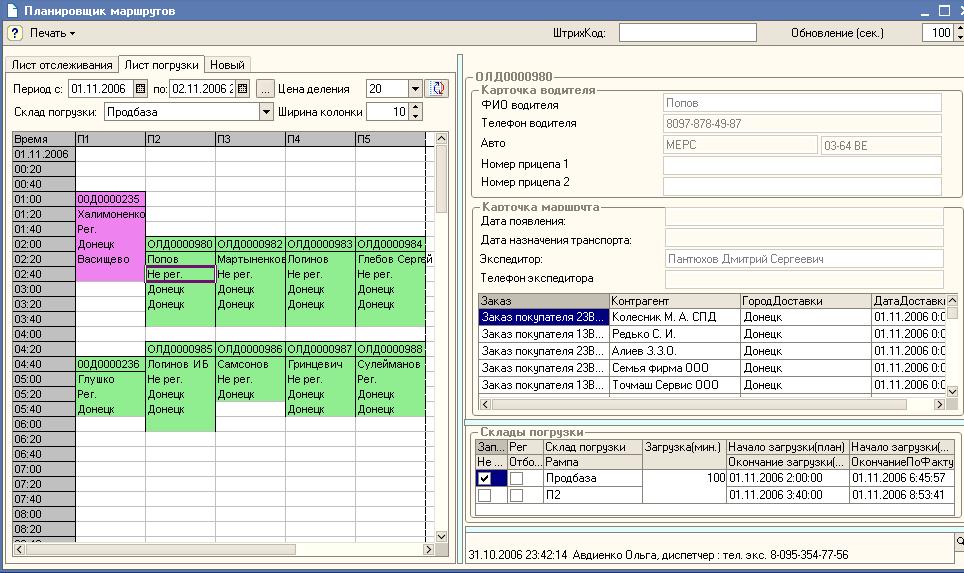 Планировщик маршрутов
? Печать
ШтрихКод:
Обновление (сек.) 100
Лист отслеживания Лист погрузки Новый
Период с: 01.11.2006 по: 02.11.2006 ... Цена деления 20
Склад погрузки: Продбаза Ширина колонки 10
Время П1 П2 П3 П4 П5
01.11.2006
00:20
00:40
01:00 00Д0000235
01:20 Халимоненко
01:40 Рег.
02:00 Донецк ОЛД0000980 ОЛД0000982 ОЛД0000983 ОЛД0000984
02:20 Васищево Попов Мартыненков Логинов Глебов Сергей
02:40 Не рег. Не рег. Не рег. Не рег.
03:00 Донецк Донецк Донецк Донецк
03:20 Донецк Донецк Донецк Донецк
03:40
04:00
04:20 ОЛД0000985 ОЛД0000986 ОЛД0000987 ОЛД0000988
04:40 00Д0000236 Логинов ИБ Самсонов Гринцевич Сулейманов
05:00 Глушко Не рег. Не рег. Не рег. Рег.
05:20 Рег. Донецк Донецк Донецк Донецк
05:40 Донецк Донецк Донецк Донецк
06:00
06:20
06:40
07:00
07:20
07:40
08:00
08:20
ОЛД0000980
Карточка водителя
ФИО водителя Попов
Телефон водителя 8097-878-49-87
Авто МЕРС 03-64 ВЕ
Номер прицепа 1
Номер прицепа 2
Карточка маршрута
Дата появления:
Дата назначения транспорта:
Экспедитор: Пантюхов Дмитрий Сергеевич
Телефон экспедитора
Заказ Контрагент ГородДоставки ДатаДоставки
Заказ покупателя 23В... Колесник М. А. СПД Донецк 01.11.2006 0:0
Заказ покупателя 13В... Редько С. И. Донецк 01.11.2006 0:0
Заказ покупателя 23В... Алиев З.З.О. Донецк 01.11.2006 0:0
Заказ покупателя 23В... Семья Фирма ООО Донецк 01.11.2006 0:0
Заказ покупателя 13В... Точмаш Сервис ООО Донецк 01.11.2006 0:0
Склады погрузки
Зап... Рег Склад погрузки Загрузка(мин.) Начало загрузки(план) Начало загрузки(...
Не ... Отбо... Рампа Окончание загрузки(... ОкончаниеПоФакту
Продбаза 100 01.11.2006 2:00:00 01.11.2006 6:45:57
П2 01.11.2006 3:40:00 01.11.2006 8:53:41
31.10.2006 23:42:14 Авдиенко Ольга, диспетчер : тел. экс. 8-095-354-77-56